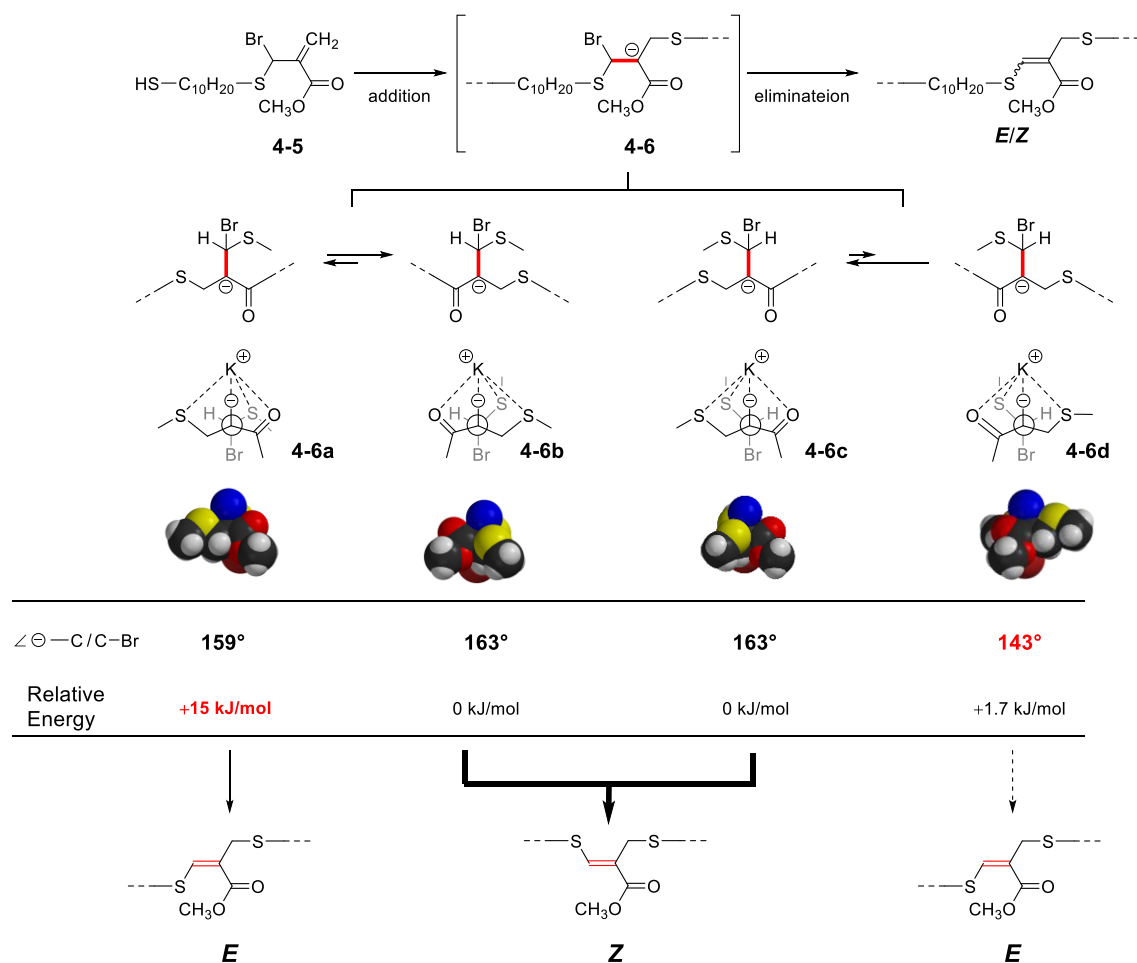 Br
CH2
HS
C10H20
S
O
CH3O
4-5
addition
Br
⊖
S
C10H20
S
O
CH3O
4-6
elimateion
S
C10H20
S
O
CH3O
E/Z
Br
H
S
S
⊖
O
Br
H
S
O
⊖
S
Br
S
H
S
⊖
O
Br
S
H
O
⊖
S
K⊕
S
H
⊖
S
O
Br
4-6a
⊕
K
O
H
⊖
S
S
Br
4-6b
K⊕
S
S
⊖
H
O
Br
4-6c
K⊕
O
S
⊖
H
S
Br
4-6d
∠⊖—C/C–Br 159° 163° 163° 143°
Relative
Energy +15 kJ/mol 0 kJ/mol 0 kJ/mol +1.7 kJ/mol
S
S
O
CH3O
E
S
S
O
CH3O
Z
S
S
O
CH3O
E